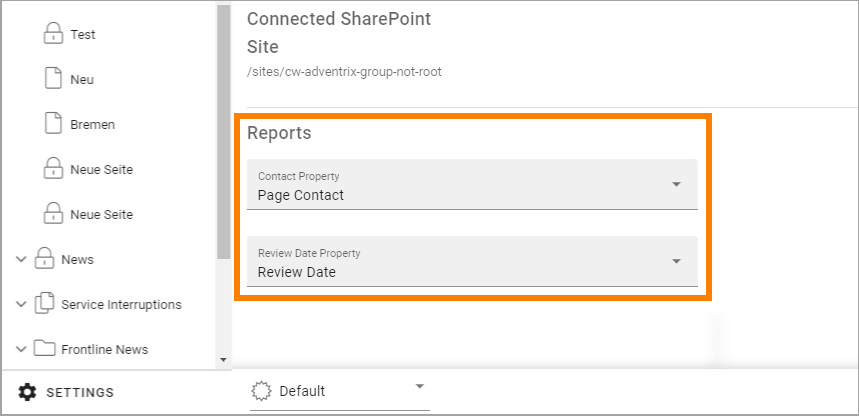 Test
Neu
Bremen
Neue Seite
Neue Seite
News
Service Interruptions
Frontline News
SETTINGS
Connected SharePoint
Site
/sites/cw-adventrix-group-not-root
Reports
Contact Property
Page Contact
Review Date Property
Review Date
Default